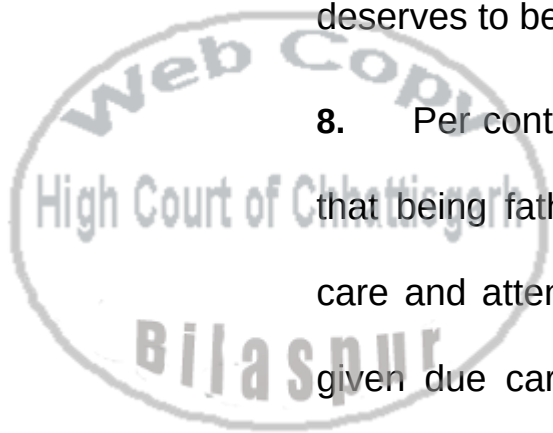 deserves to be
Web Copy
8. Per cont
High Court of Chhattisgarh
that being fath
care and atten
Bilaspur
given due car